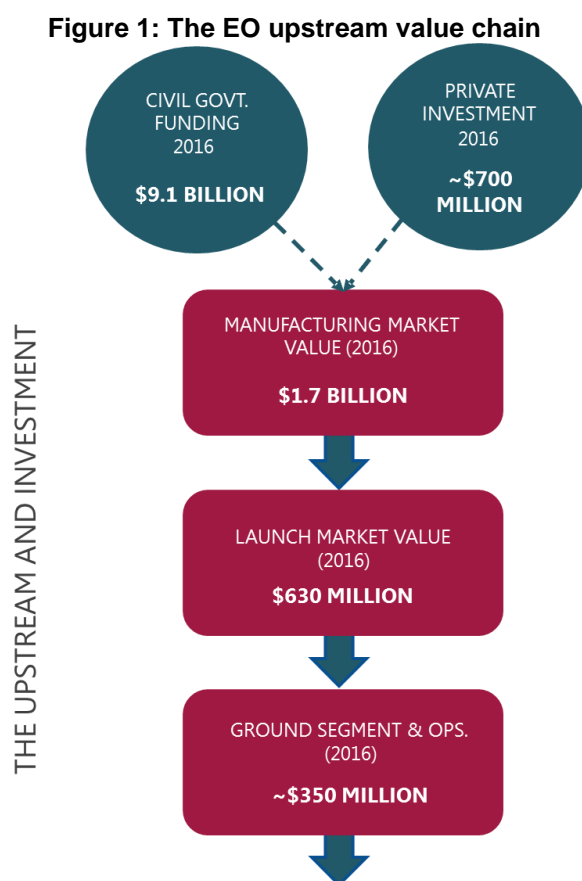 Figure 1: The EO upstream value chain
CIVIL GOVT.
FUNDING
2016
$9.1 BILLION
PRIVATE
INVESTMENT
2016
~$700
MILLION
THE UPSTREAM AND INVESTMENT
MANUFACTURING MARKET
VALUE (2016)
$1.7 BILLION
LAUNCH MARKET VALUE
(2016)
$630 MILLION
GROUND SEGMENT & OPS.
(2016)
~$350 MILLION